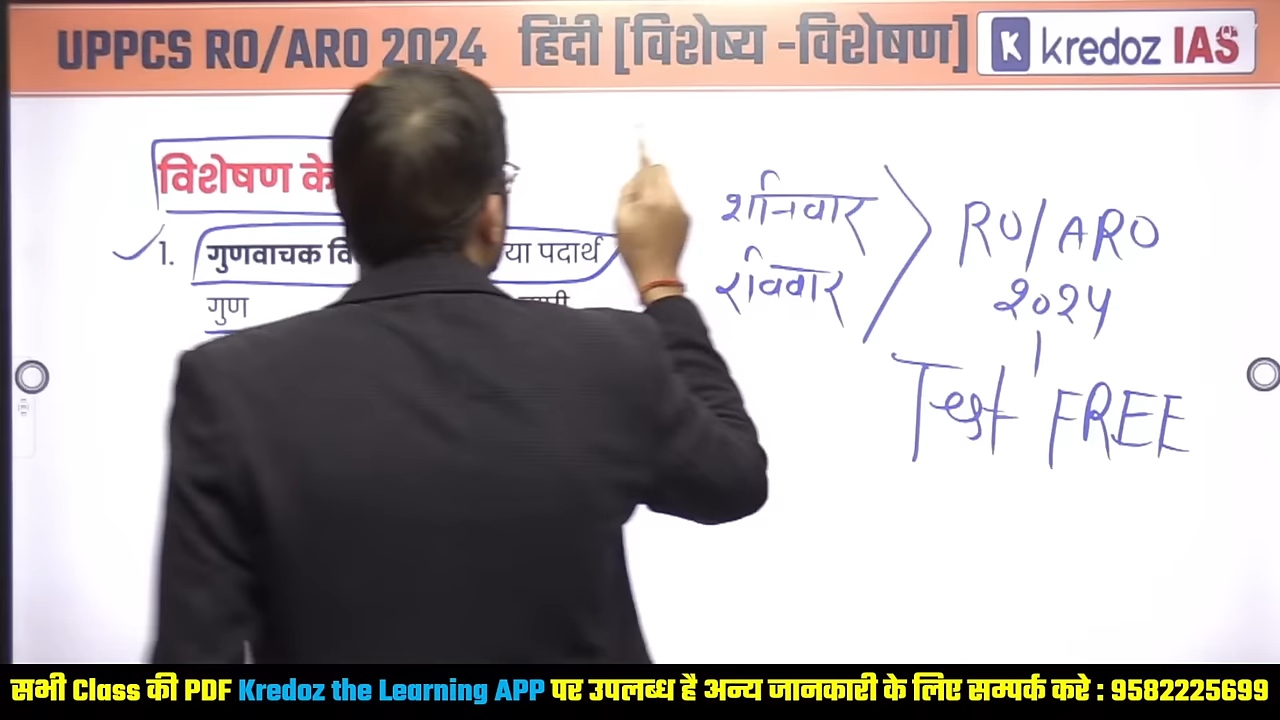 UPPCS RO/ARO 2024 हिंदी [विशेष्य -विशेषण]
K kredoz IAS
विशेषण के
✓ 1. गुणवाचक या पदार्थ
गुण
शनिवार
रविवार
RO/ARO
२०२५
Test FREE
सभी Class की PDF Kredoz the Learning APP पर उपलब्ध है अन्य जानकारी के लिए सम्पर्क करे : 9582225699